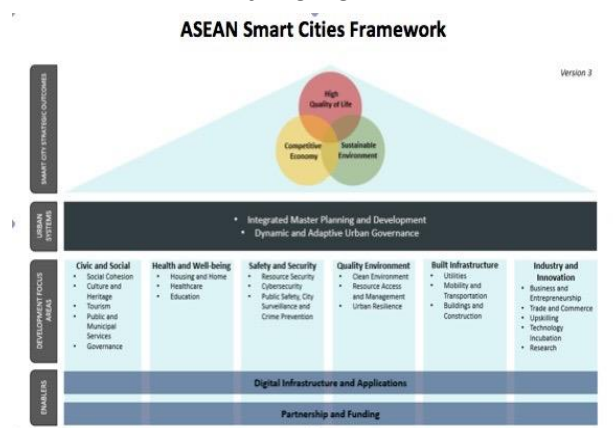 ASEAN Smart Cities Framework
Version 3
SMART CITY STRATEGIC OUTCOMES
High
Quality of Life
Competitive
Economy
Sustainable
Environment
URBAN
SYSTEMS
• Integrated Master Planning and Development
• Dynamic and Adaptive Urban Governance
DEVELOPMENT FOCUS
AREAS
Civic and Social
• Social Cohesion
• Culture and
Heritage
• Tourism
• Public and
Municipal
Services
• Governance
Health and Well-being
• Housing and Home
• Healthcare
• Education
Safety and Security
• Resource Security
• Cybersecurity
• Public Safety, City
Surveillance and
Crime Prevention
Quality Environment
• Clean Environment
• Resource Access
and Management
• Urban Resilience
Built Infrastructure
• Utilities
• Mobility and
Transportation
• Buildings and
Construction
Industry and
Innovation
• Business and
Entrepreneurship
• Trade and Commerce
• Upskilling
• Technology
Incubation
• Research
ENABLERS
Digital Infrastructure and Applications
Partnership and Funding